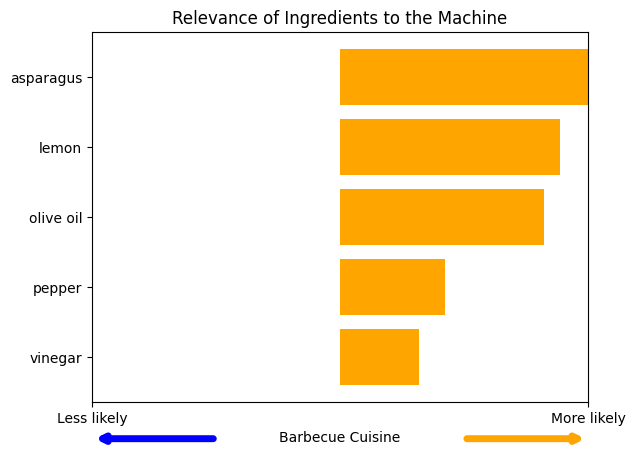 Relevance of Ingredients to the Machine
asparagus
lemon
olive oil
pepper
vinegar
Less likely
More likely
Barbecue Cuisine